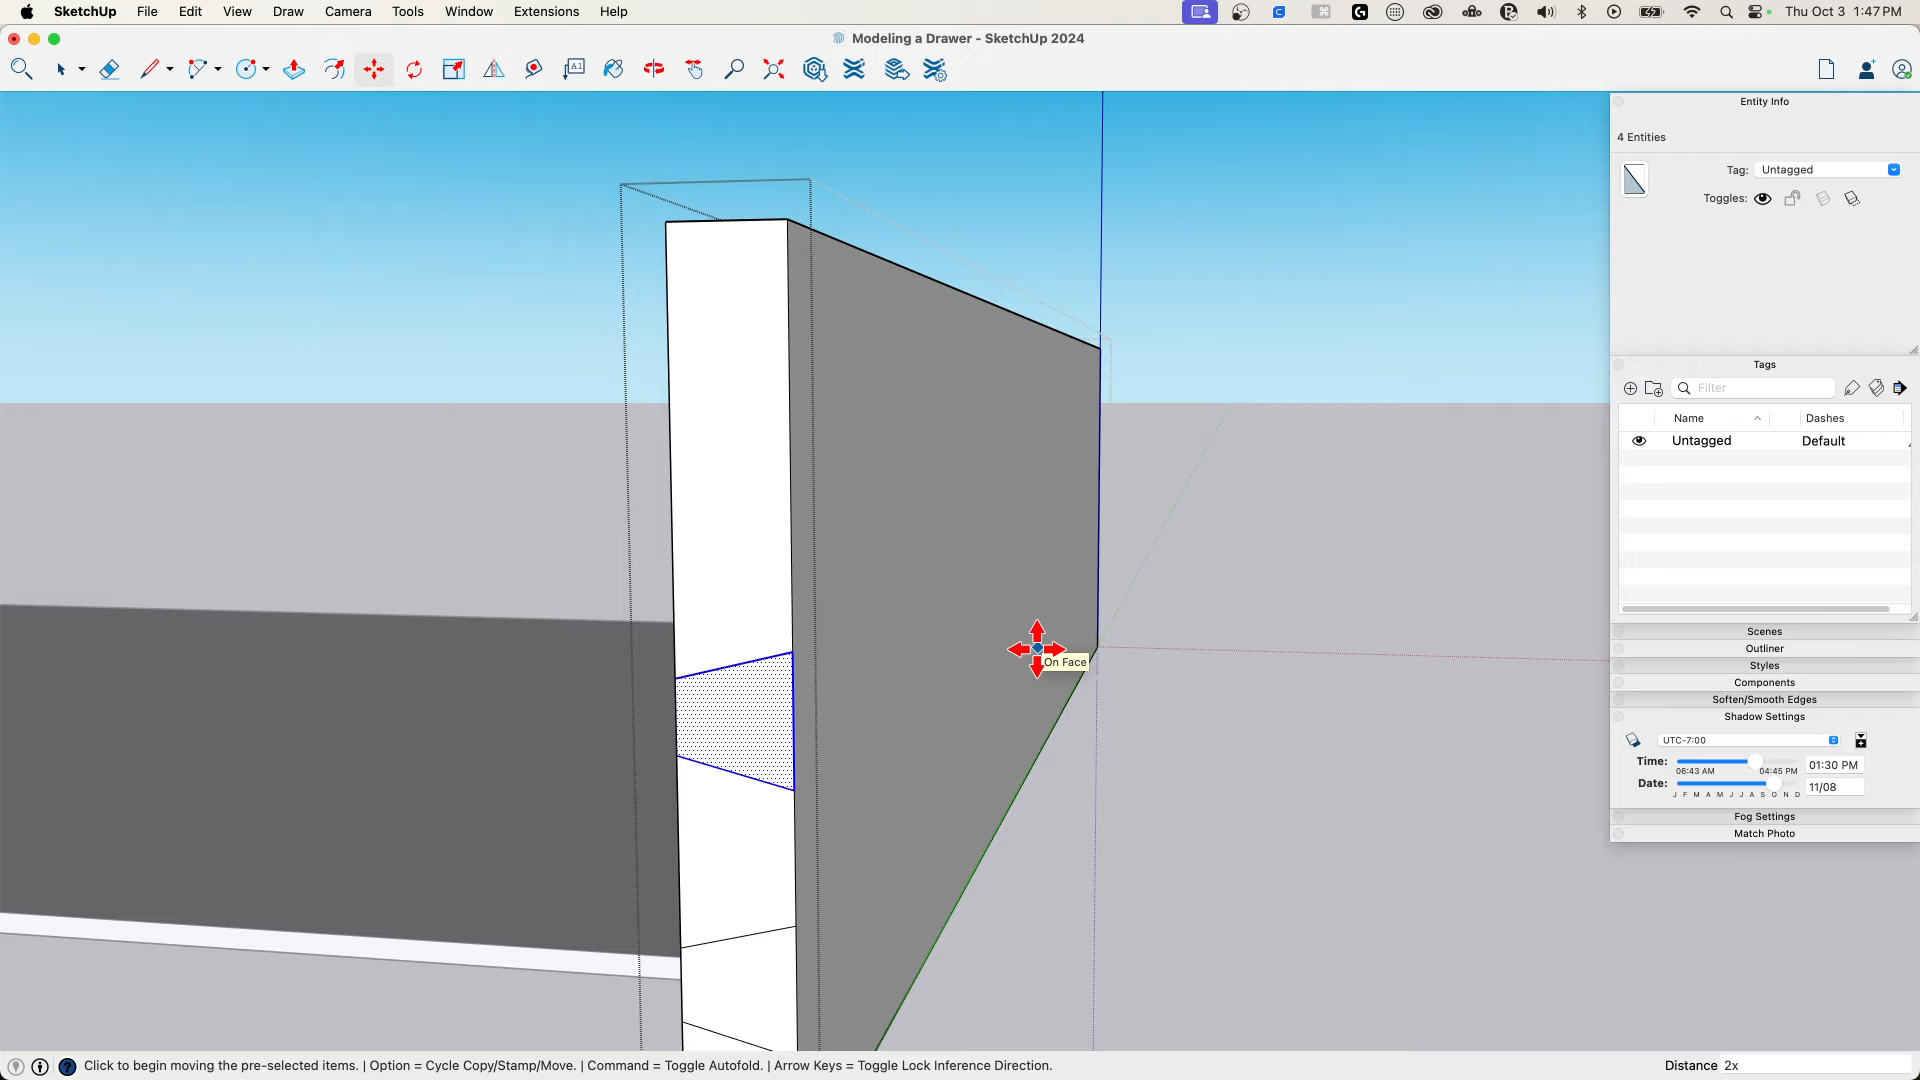 SketchUp File Edit View Draw Camera Tools Window Extensions Help
Thu Oct 3 1:47 PM
Modeling a Drawer - SketchUp 2024
A1
Entity Info
4 Entities
Tag: Untagged
Toggles:
Tags
Filter
Name Dashes
Untagged Default
Scenes
Outliner
Styles
Components
Soften/Smooth Edges
Shadow Settings
UTC-7:00
Time: 01:30 PM
06:43 AM 04:45 PM
Date: 11/08
J F M A M J J A S O N D
Fog Settings
Match Photo
On Face
Click to begin moving the pre-selected items. | Option = Cycle Copy/Stamp/Move. | Command = Toggle Autofold. | Arrow Keys = Toggle Lock Inference Direction.
Distance 2x